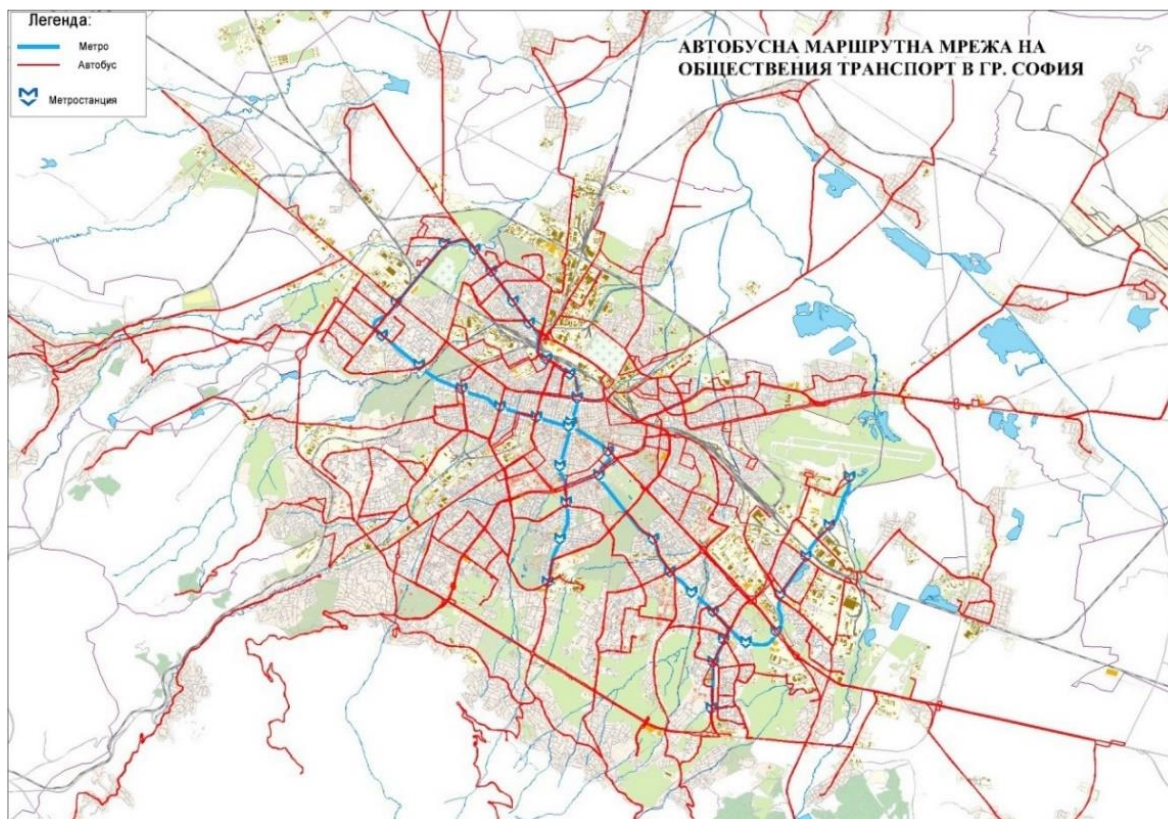 Легенда:
Метро
Автобус
Метростанция
АВТОБУСНА МАРШРУТНА МРЕЖА НА
ОБЩЕСТВЕНИЯ ТРАНСПОРТ В ГР. СОФИЯ